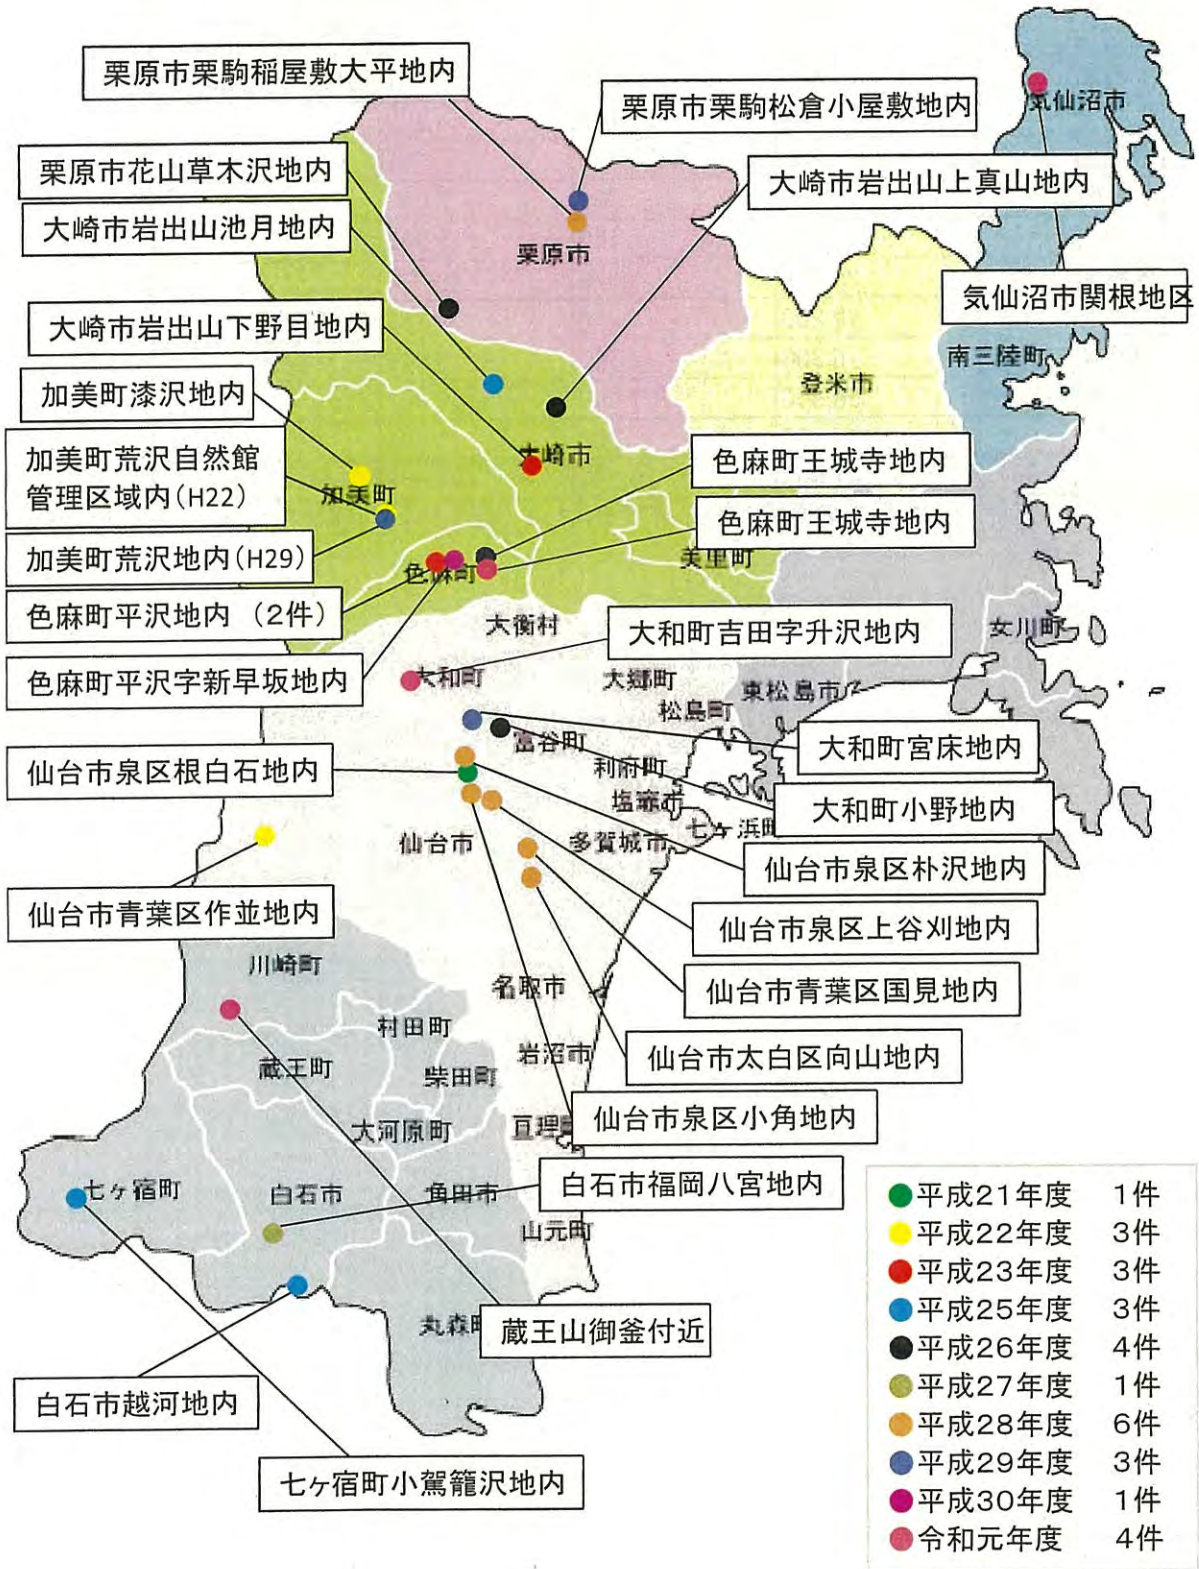 栗原市栗駒稲屋敷大平地内
栗原市栗駒松倉小屋敷地内
気仙沼市
栗原市花山草木沢地内
大崎市岩出山上真山地内
大崎市岩出山池月地内
栗原市
気仙沼市関根地区
大崎市岩出山下野目地内
南三陸町
登米市
加美町漆沢地内
大崎市
色麻町王城寺地内
加美町荒沢自然館
管理区域内(H22)
加美町
色麻町王城寺地内
加美町荒沢地内(H29)
美里町
色麻町
色麻町平沢地内 (2件)
大衡村
大和町吉田字升沢地内
女川町
色麻町平沢字新早坂地内
大和町
大郷町
東松島市
松島町
大和町宮床地内
富谷町
仙台市泉区根白石地内
利府町
大和町小野地内
塩竈市
七ヶ浜町
仙台市
多賀城市
仙台市泉区朴沢地内
仙台市青葉区作並地内
仙台市泉区上谷刈地内
川崎町
名取市
仙台市青葉区国見地内
村田町
岩沼市
仙台市太白区向山地内
蔵王町
柴田町
大河原町
亘理町
仙台市泉区小角地内
七ヶ宿町
白石市
角田市
白石市福岡八宮地内
山元町
丸森町
蔵王山御釜付近
白石市越河地内
七ヶ宿町小駕籠沢地内
平成21年度 1件
平成22年度 3件
平成23年度 3件
平成25年度 3件
平成26年度 4件
平成27年度 1件
平成28年度 6件
平成29年度 3件
平成30年度 1件
令和元年度 4件